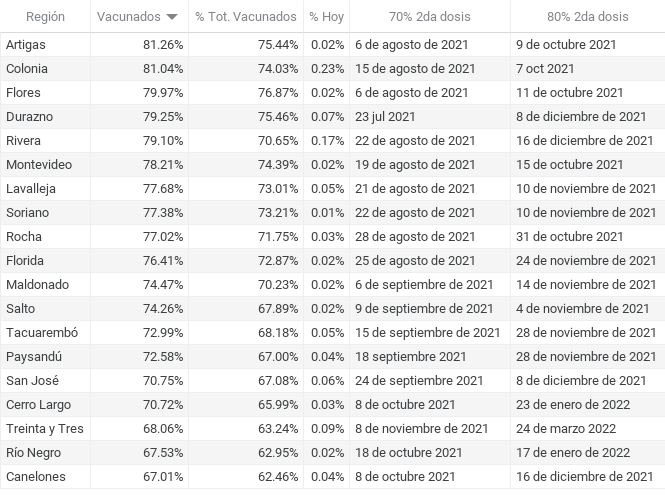 Región Vacunados % Tot. Vacunados % Hoy 70% 2da dosis 80% 2da dosis
Artigas 81.26% 75.44% 0.02% 6 de agosto de 2021 9 de octubre 2021
Colonia 81.04% 74.03% 0.23% 15 de agosto de 2021 7 oct 2021
Flores 79.97% 76.87% 0.02% 6 de agosto de 2021 11 de octubre 2021
Durazno 79.25% 75.46% 0.07% 23 jul 2021 8 de diciembre de 2021
Rivera 79.10% 70.65% 0.17% 22 de agosto de 2021 16 de diciembre de 2021
Montevideo 78.21% 74.39% 0.02% 19 de agosto de 2021 15 de octubre 2021
Lavalleja 77.68% 73.01% 0.05% 21 de agosto de 2021 10 de noviembre de 2021
Soriano 77.38% 73.21% 0.01% 22 de agosto de 2021 10 de noviembre de 2021
Rocha 77.02% 71.75% 0.03% 28 de agosto de 2021 31 de octubre 2021
Florida 76.41% 72.87% 0.02% 25 de agosto de 2021 24 de noviembre de 2021
Maldonado 74.47% 70.23% 0.02% 6 de septiembre de 2021 14 de noviembre de 2021
Salto 74.26% 67.89% 0.02% 9 de septiembre de 2021 4 de noviembre de 2021
Tacuarembó 72.99% 68.18% 0.05% 15 de septiembre de 2021 28 de noviembre de 2021
Paysandú 72.58% 67.00% 0.04% 18 septiembre 2021 28 de noviembre de 2021
San José 70.75% 67.08% 0.06% 24 de septiembre de 2021 8 de diciembre de 2021
Cerro Largo 70.72% 65.99% 0.03% 8 de octubre 2021 23 de enero de 2022
Treinta y Tres 68.06% 63.24% 0.09% 8 de noviembre de 2021 24 de marzo 2022
Río Negro 67.53% 62.95% 0.02% 18 de octubre 2021 17 de enero de 2022
Canelones 67.01% 62.46% 0.04% 8 de octubre 2021 16 de diciembre de 2021